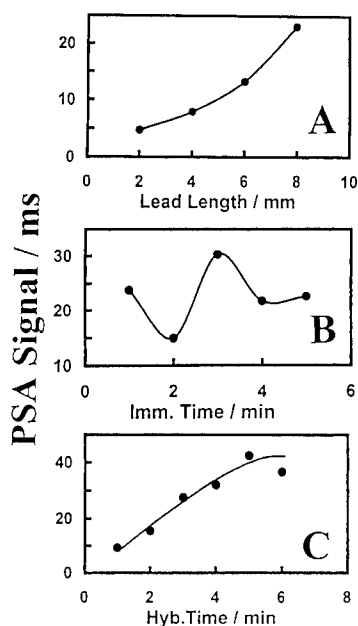 PSA Signal / ms
20
10
0
A
0 2 4 6 8 10
Lead Length / mm
30
20
10
B
0 2 4 6
Imm. Time / min
40
20
0
C
0 2 4 6 8
Hyb.Time / min